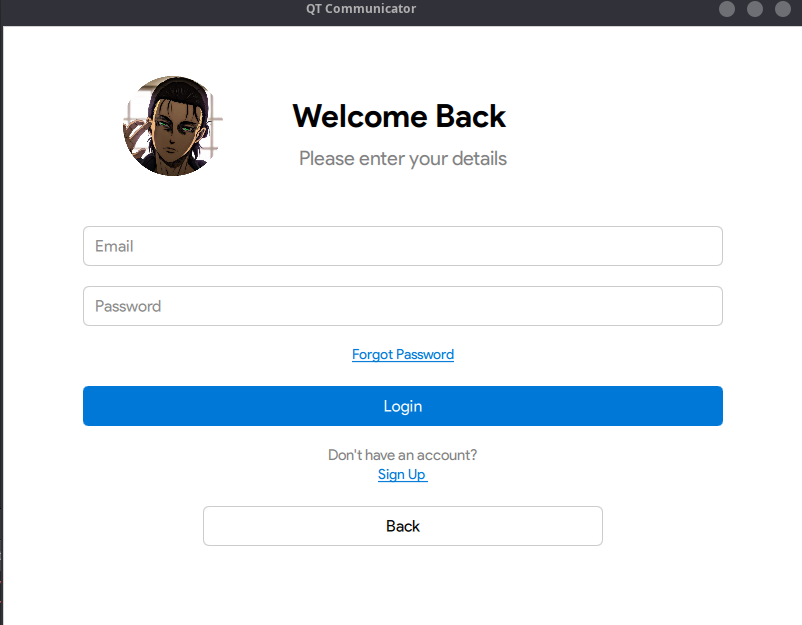 QT Communicator
Welcome Back
Please enter your details
Email
Password
Forgot Password
Login
Don't have an account?
Sign Up
Back